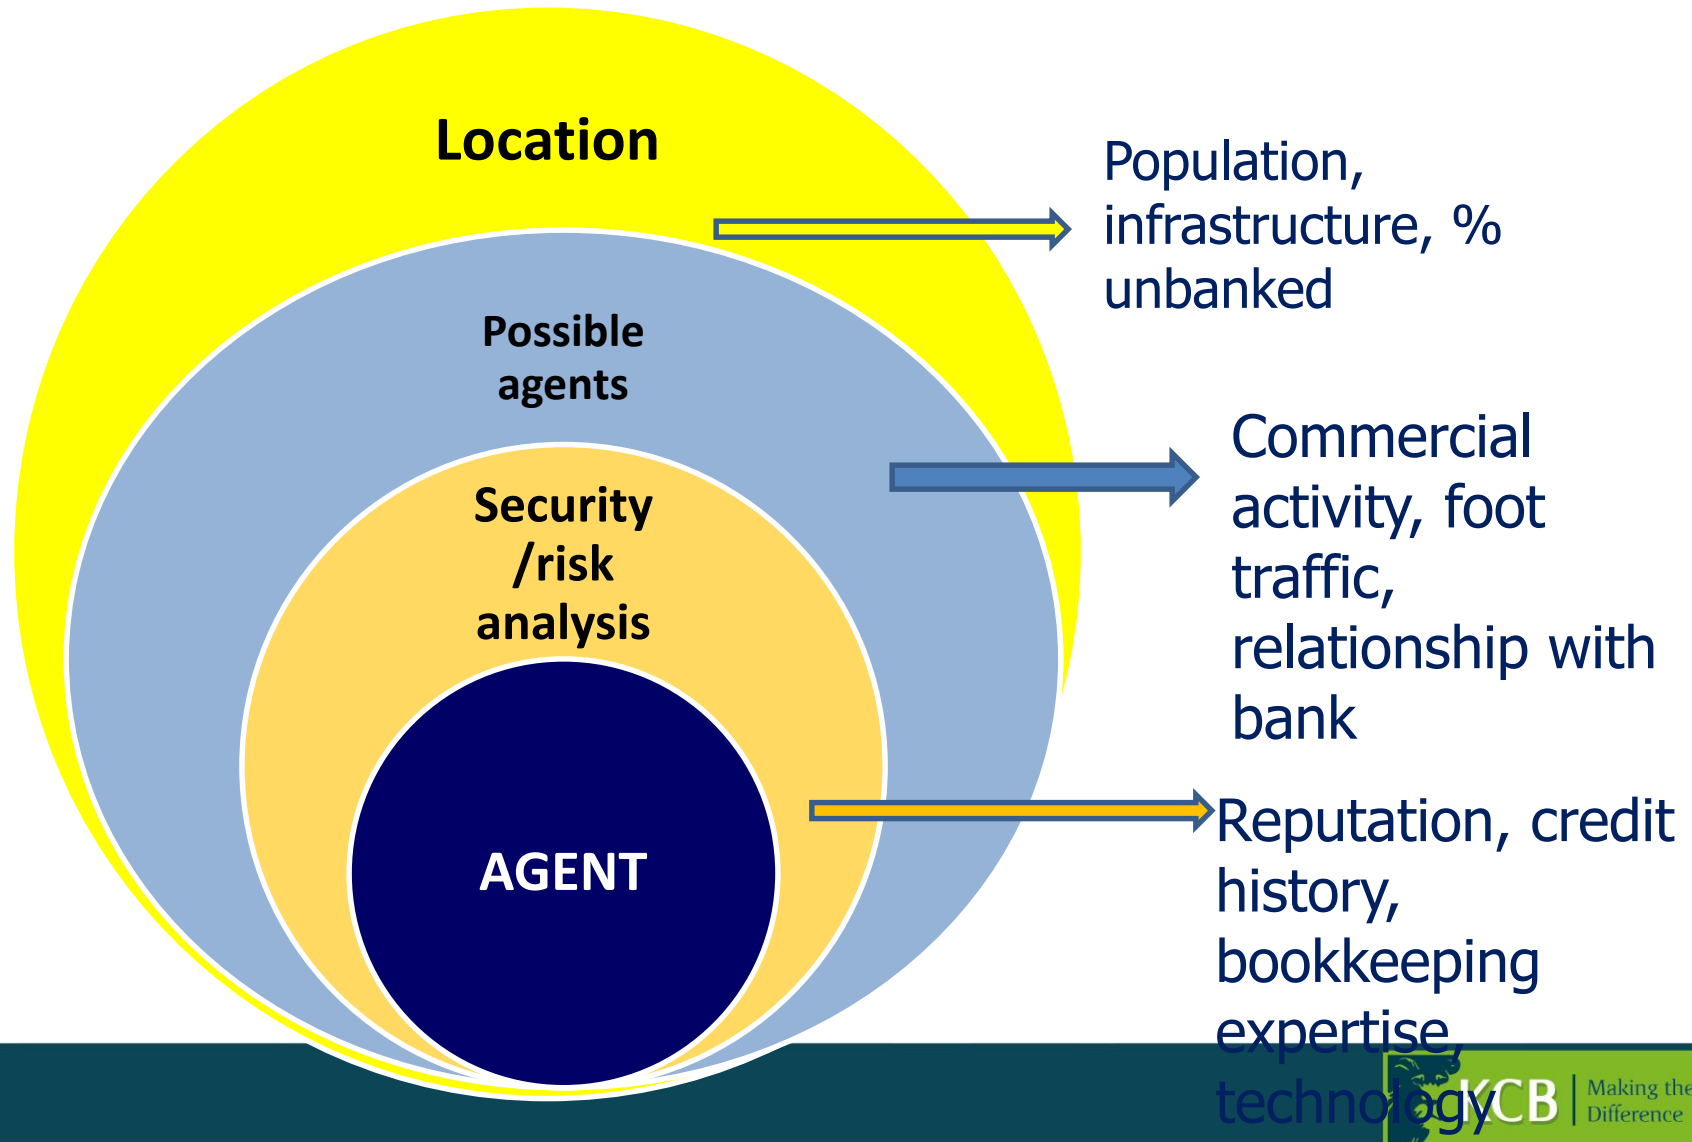 Location
Population,
infrastructure, %
unbanked
Possible
agents
Commercial
activity, foot
traffic,
relationship with
bank
Security
/risk
analysis
Reputation, credit
history,
bookkeeping
expertise,
technology
AGENT
KCB
Making the
Difference